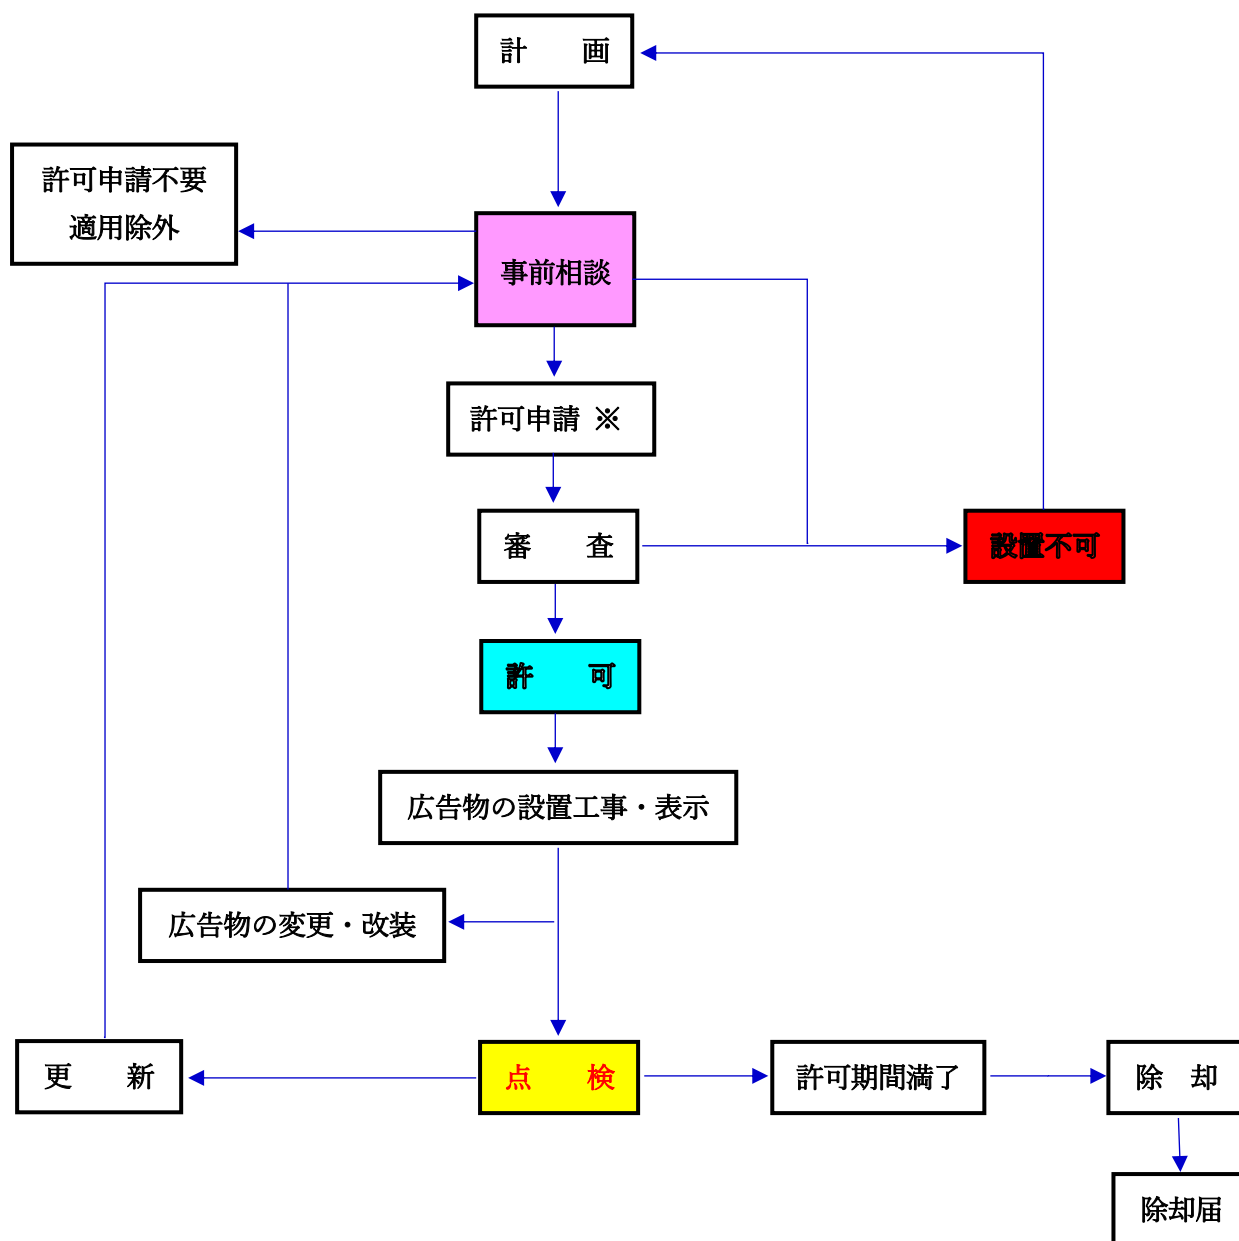 計　　画
許可申請不要
適用除外
事前相談
許可申請 ※
審　　査
設置不可
許　　可
広告物の設置工事・表示
広告物の変更・改装
更　　新
点　　検
許可期間満了
除　却
除却届